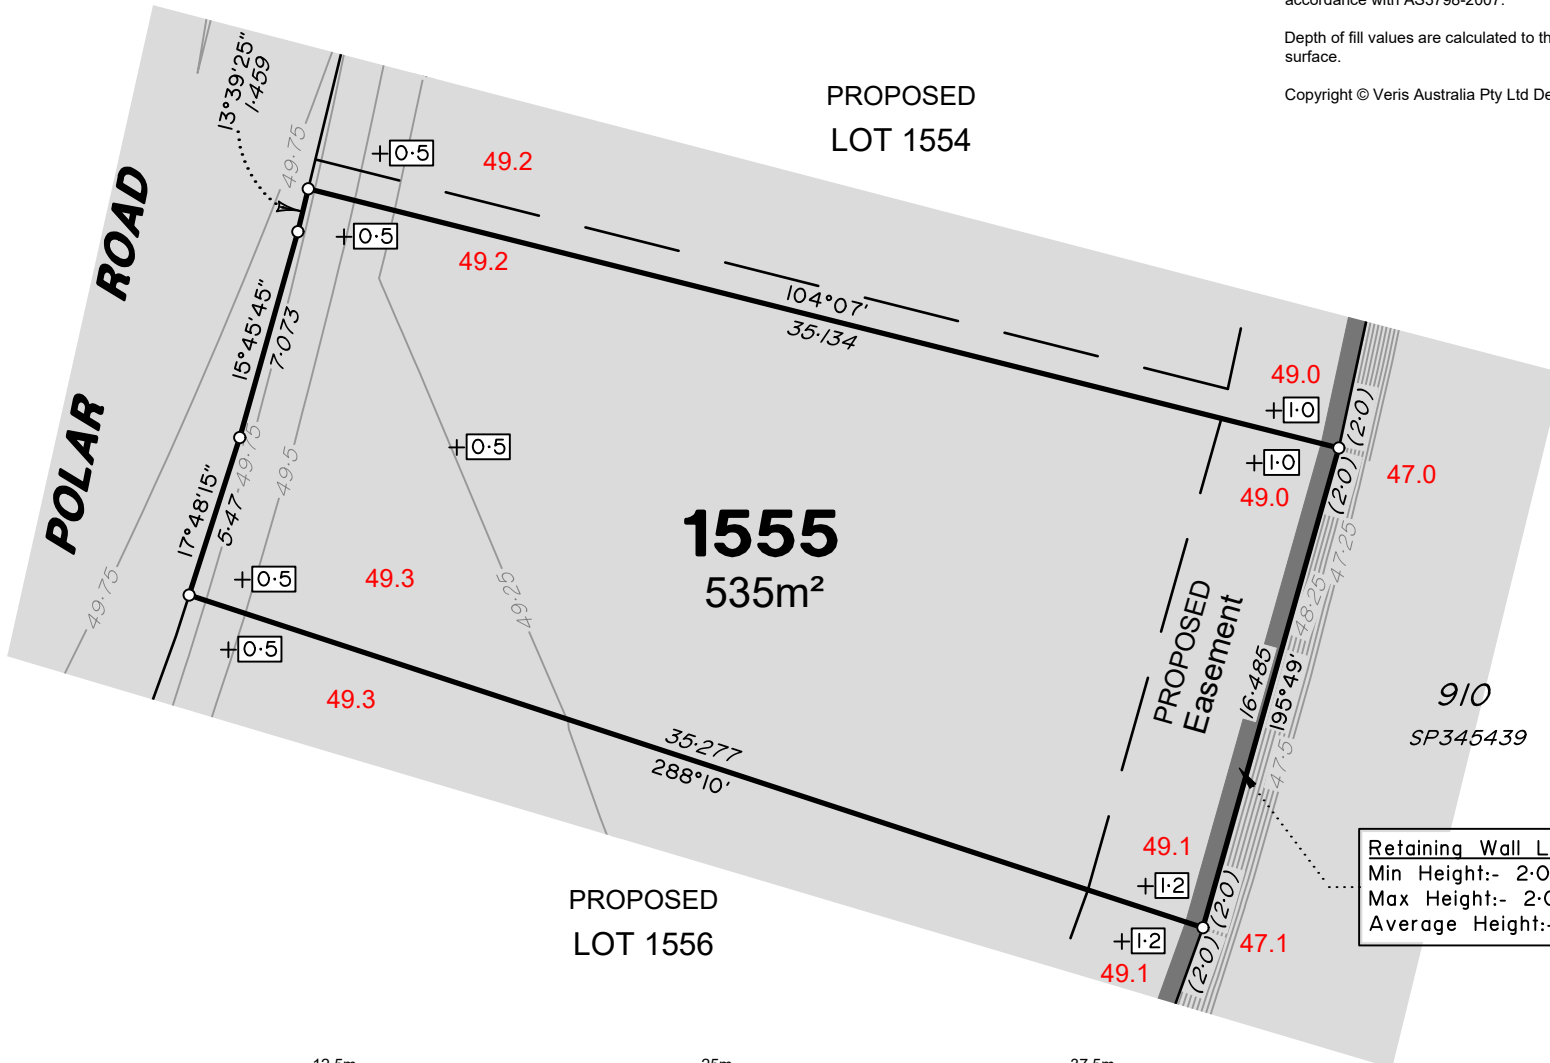 accordance with AS3798-2007.
Depth of fill values are calculated to th
surface.
Copyright © Veris Australia Pty Ltd De
PROPOSED
LOT 1554
13°39'25"
1·459
49·75
+0·5
49.2
POLAR ROAD
+0·5
49.2
104°07'
35·134
15°45'45"
7·073
49·75
49·5
+0·5
49.0
+1·0
(2·0)
+1·0
49.0
(2·0)
47.0
17°48'15"
5·47
49·75
+0·5
49.3
49·25
1555
535m²
47·25
48·25
PROPOSED
Easement
16·485
195°49'
47·5
910
SP345439
+0·5
49.3
35·277
288°10'
49.1
+1·2
(2·0)
+1·2
49.1
(2·0)
47.1
Retaining Wall L
Min Height:- 2·0
Max Height:- 2·0
Average Height:-
PROPOSED
LOT 1556
12.5m
25m
37.5m